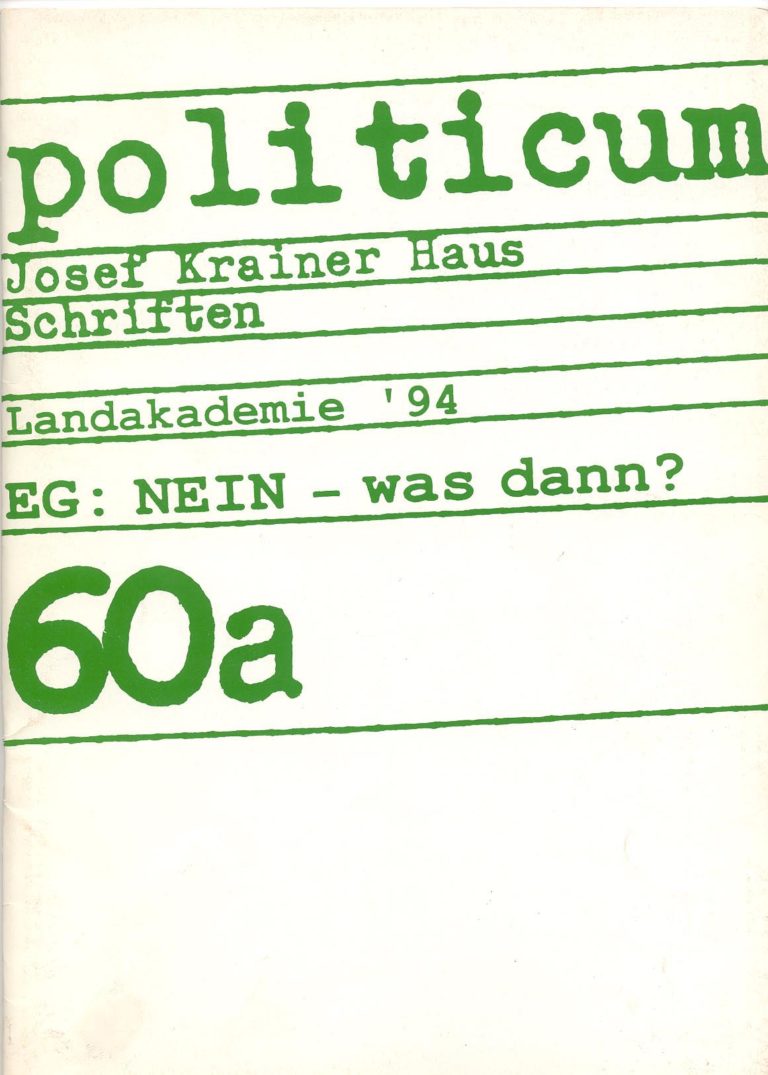 politicum
Josef Krainer Haus
Schriften
Landakademie '94
EG: NEIN - was dann?
60a